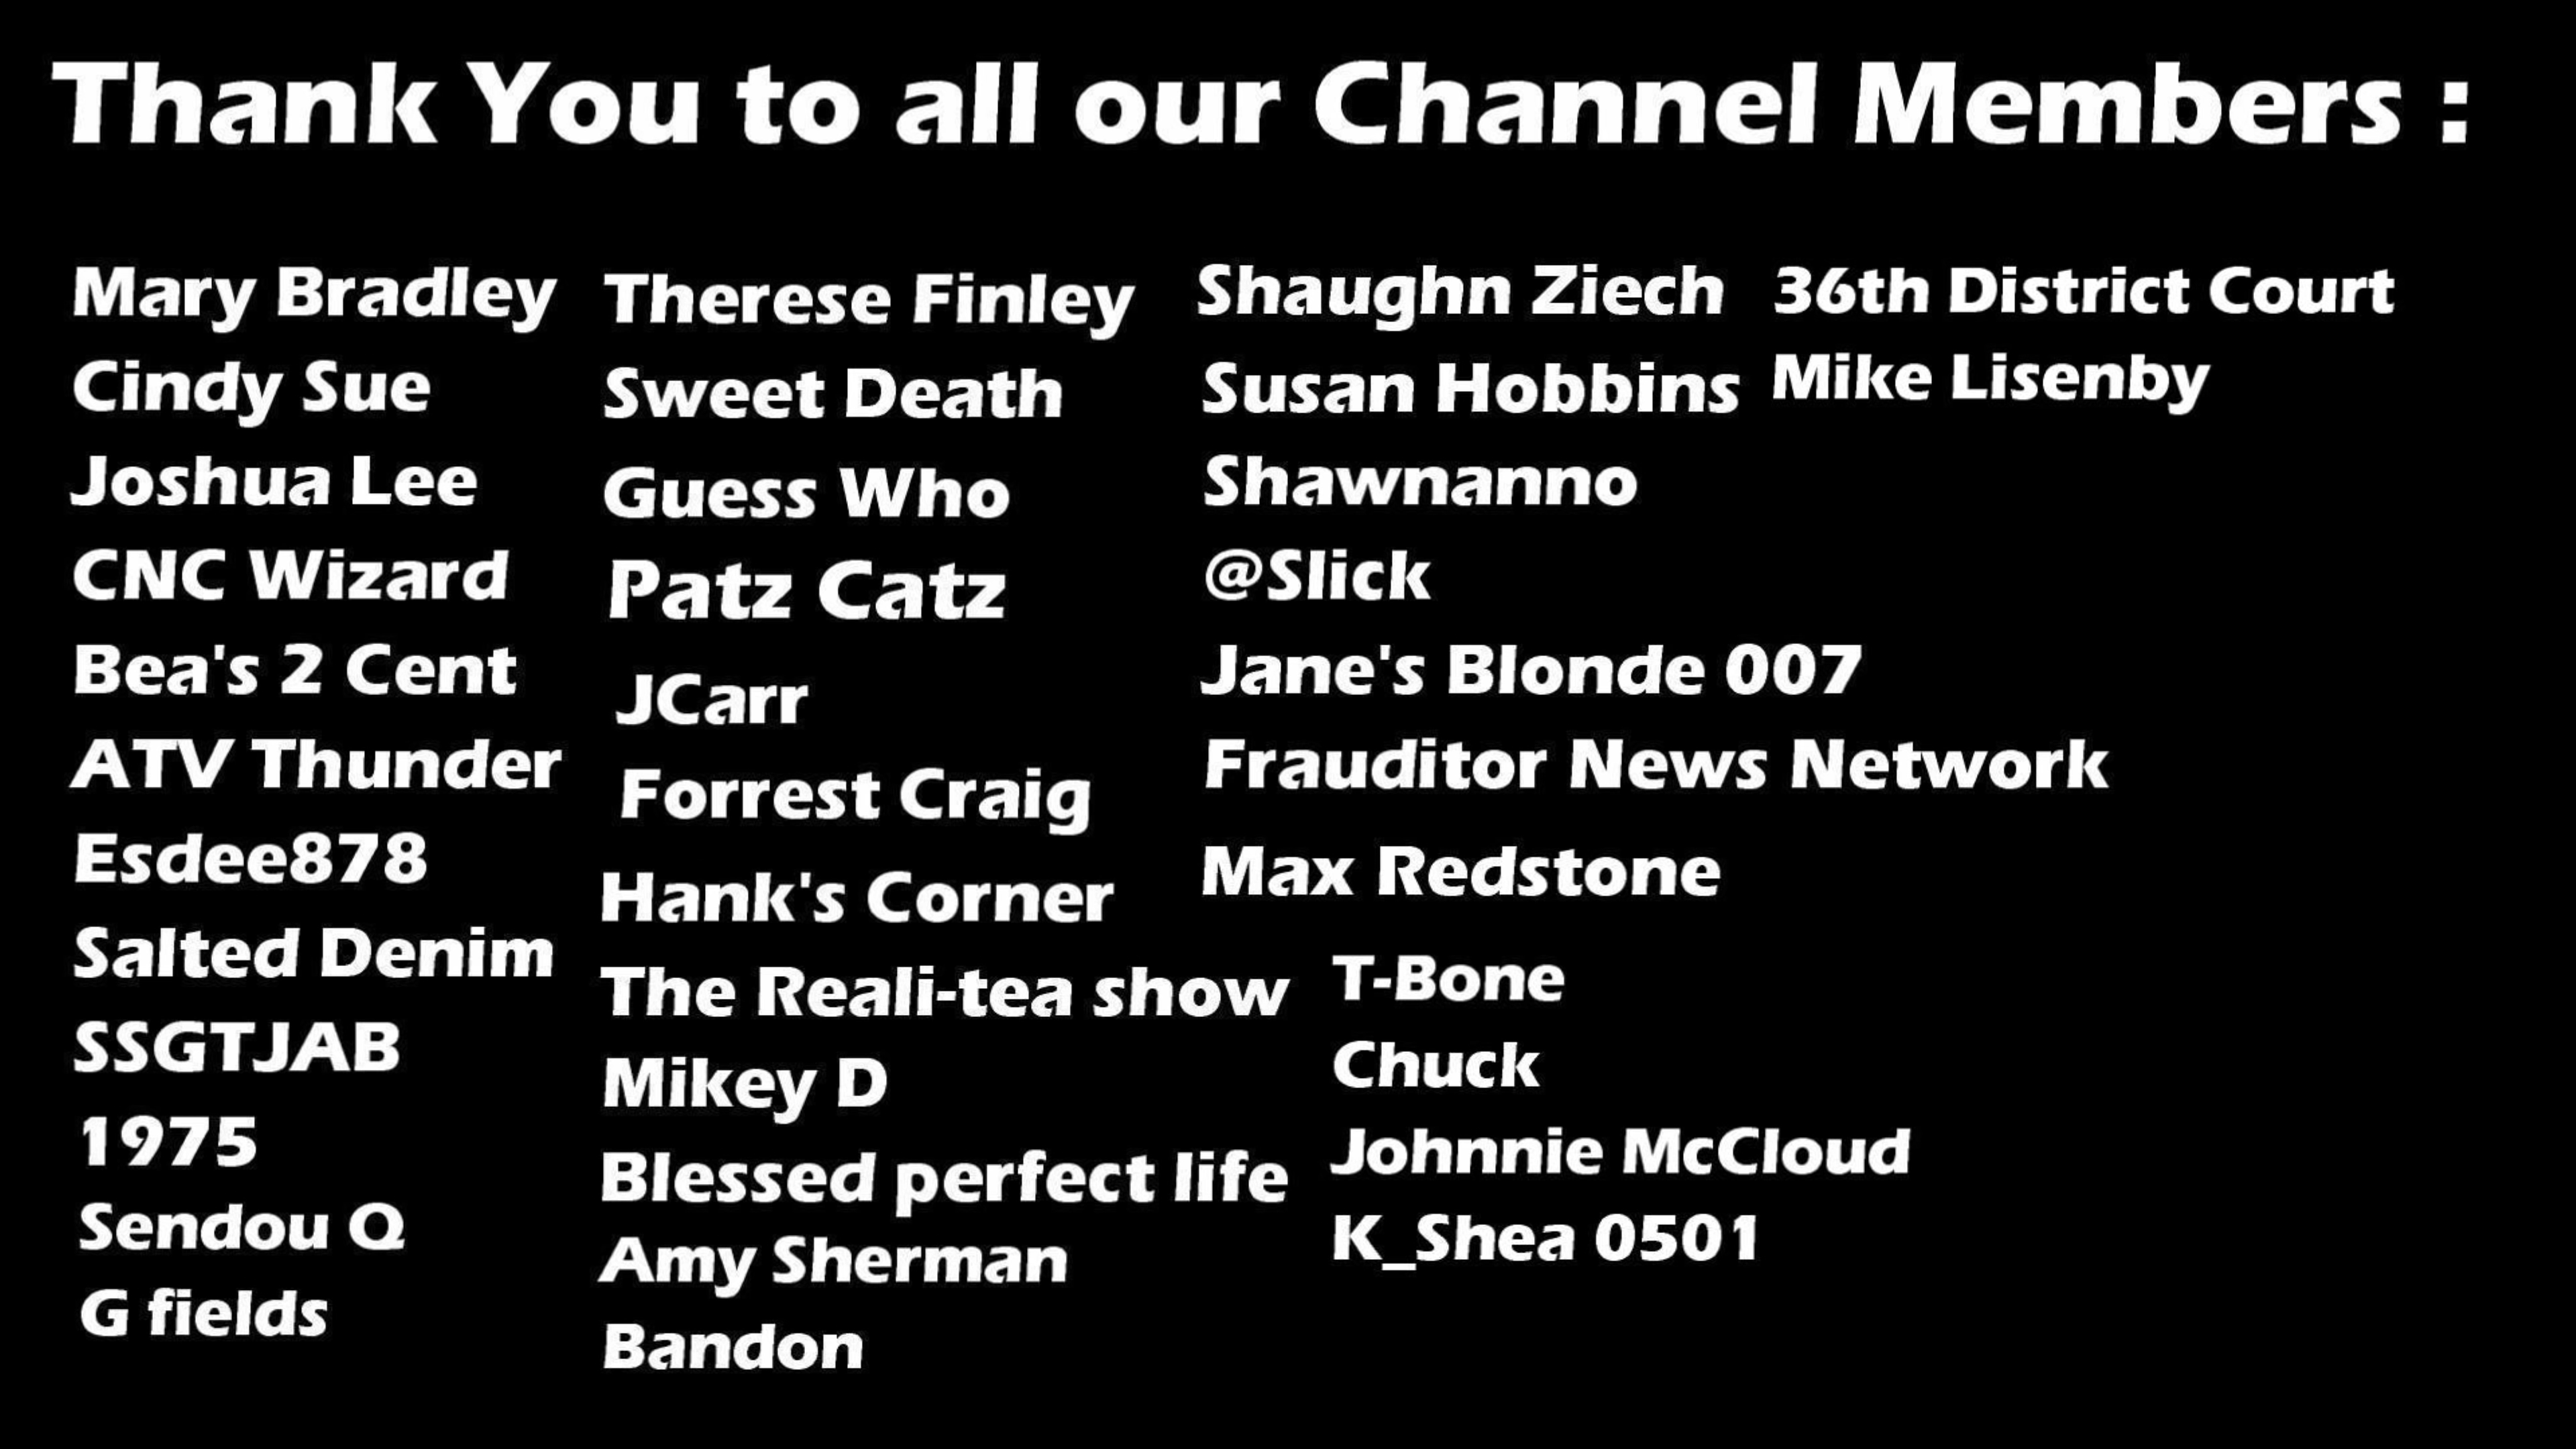 Thank You to all our Channel Members :
Mary Bradley
Cindy Sue
Joshua Lee
CNC Wizard
Bea's 2 Cent
ATV Thunder
Esdee878
Salted Denim
SSGTJAB
1975
Sendou Q
G fields
Therese Finley
Sweet Death
Guess Who
Patz Catz
JCarr
Forrest Craig
Hank's Corner
The Reali-tea show
Mikey D
Blessed perfect life
Amy Sherman
Bandon
Shaughn Ziech
Susan Hobbins
Shawnanno
@Slick
Jane's Blonde 007
Frauditor News Network
Max Redstone
T-Bone
Chuck
Johnnie McCloud
K_Shea 0501
36th District Court
Mike Lisenby